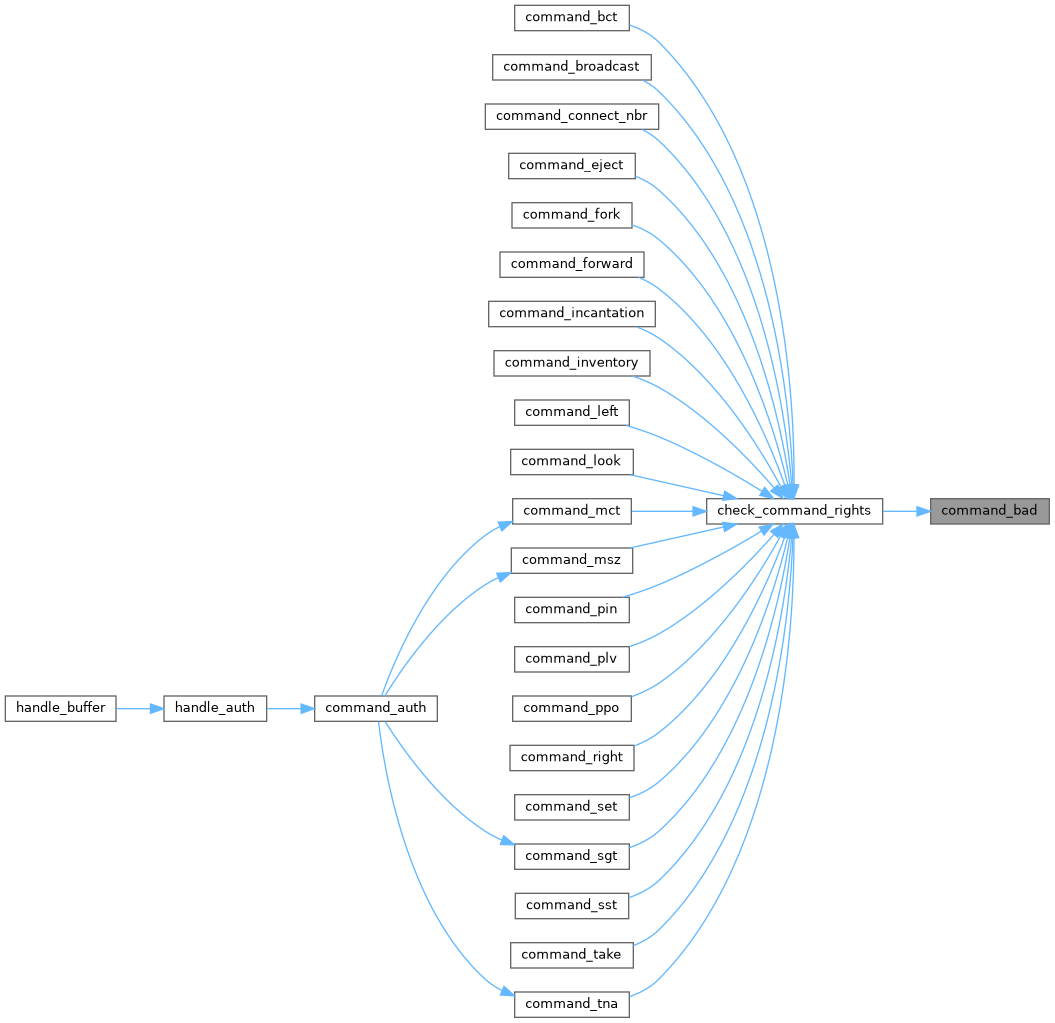 command_bct
command_broadcast
command_connect_nbr
command_eject
command_fork
command_forward
command_incantation
command_inventory
command_left
command_look
command_mct
check_command_rights
command_bad
command_msz
command_pin
command_plv
handle_buffer
handle_auth
command_auth
command_ppo
command_right
command_set
command_sgt
command_sst
command_take
command_tna